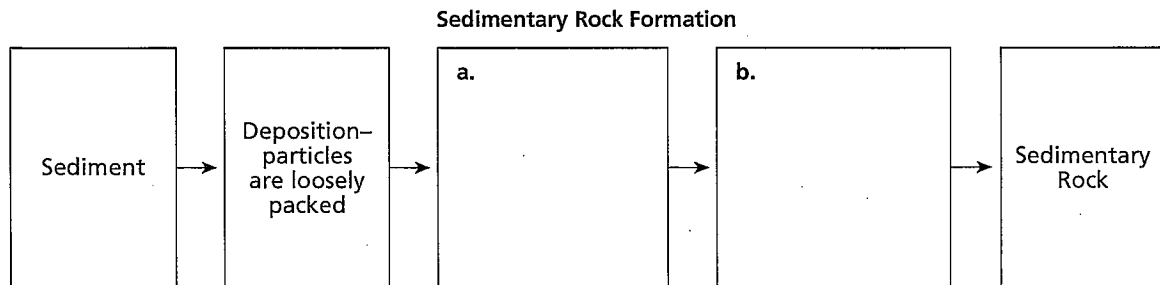 Sedimentary Rock Formation
Sediment
Deposition–
particles
are loosely
packed
a.
b.
Sedimentary
Rock